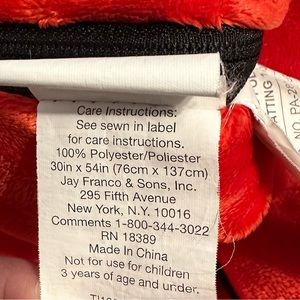 Care Instructions:
See sewn in label
for care instructions.
100% Polyester/Poliester
30in x 54in (76cm x 137cm)
Jay Franco & Sons, Inc.
295 Fifth Avenue
New York, N.Y. 10016
Comments 1-800-344-3022
RN 18389
Made In China
Not for use for children
3 years of age and under.